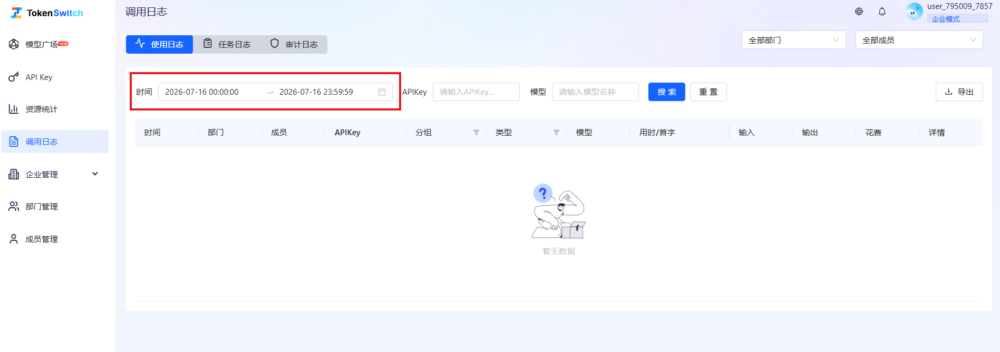 TokenSwitch
调用日志
user_795009_7857
企业模式
模型广场 NEW
API Key
资源统计
调用日志
企业管理
部门管理
成员管理
使用日志 任务日志 审计日志
全部部门 全部成员
时间 2026-07-16 00:00:00 → 2026-07-16 23:59:59 APIKey 请输入APIKey... 模型 请输入模型名称 搜 索 重 置 导出
时间 部门 成员 APIKey 分组 类型 模型 用时/首字 输入 输出 花费 详情
?
暂无数据